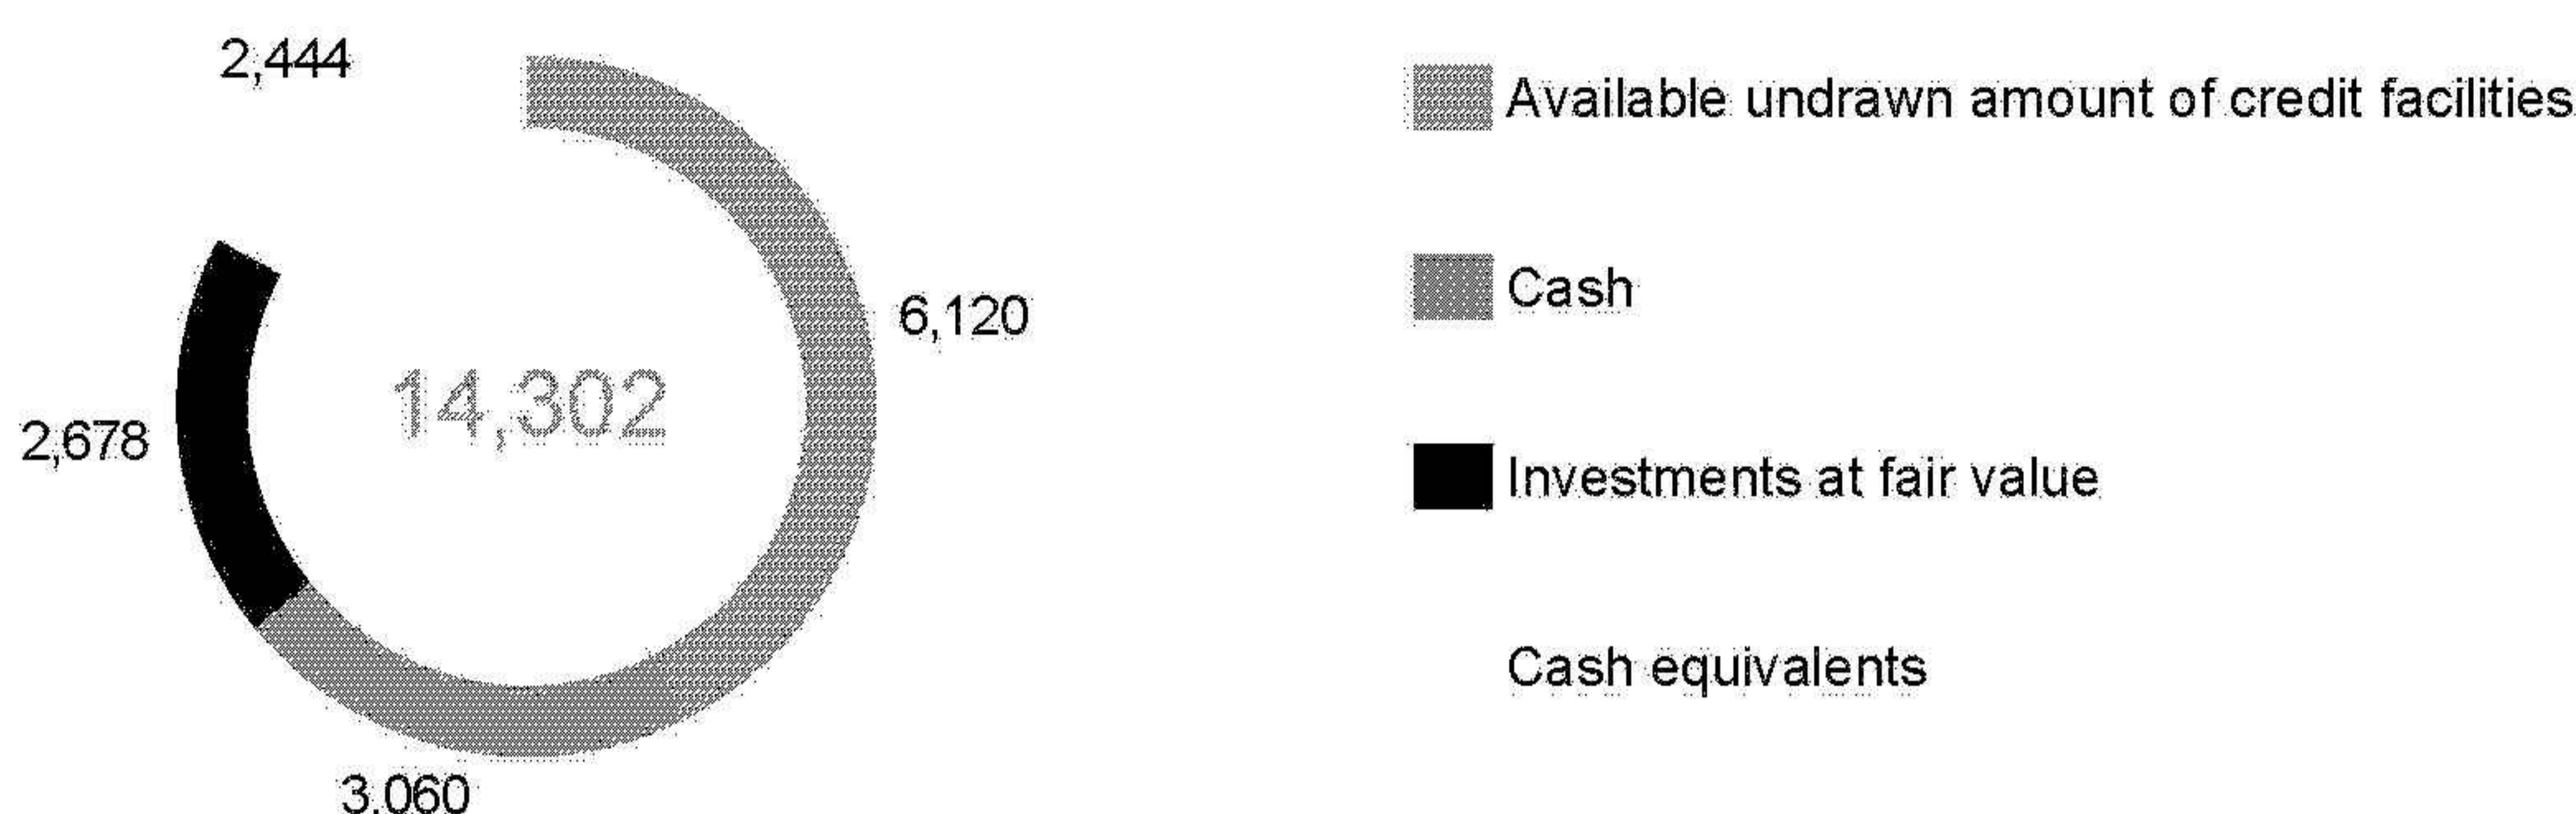 2,444
6,120
14,302
2,678
3,060
Available undrawn amount of credit facilities
Cash
Investments at fair value
Cash equivalents